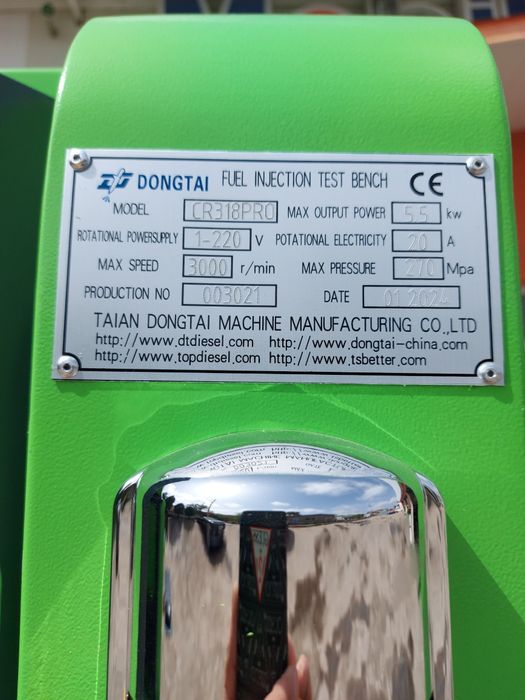 DONGTAI FUEL INJECTION TEST BENCH CE
MODEL CR318PRO MAX OUTPUT POWER 5.5 kw
ROTATIONAL POWERSUPPLY 1-220 V POTATIONAL ELECTRICITY 20 A
MAX SPEED 3000 r/min MAX PRESSURE 270 Mpa
PRODUCTION NO 003021 DATE 01.2024
TAIAN DONGTAI MACHINE MANUFACTURING CO.,LTD
http://www.dtdiesel.com http://www.dongtai-china.com
http://www.topdiesel.com http://www.tsbetter.com